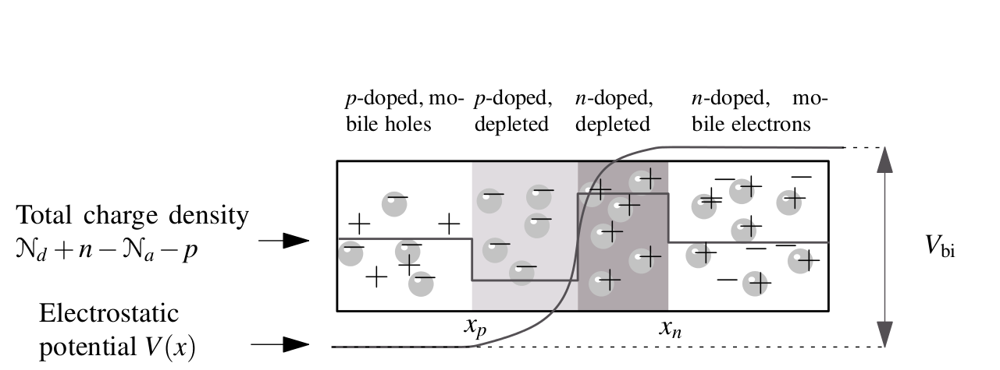 p-doped, mo-
bile holes
p-doped,
depleted
n-doped,
depleted
n-doped, mo-
bile electrons
Total charge density
𝒩d + n − 𝒩a − p
Electrostatic
potential V(x)
xp
xn
Vbi